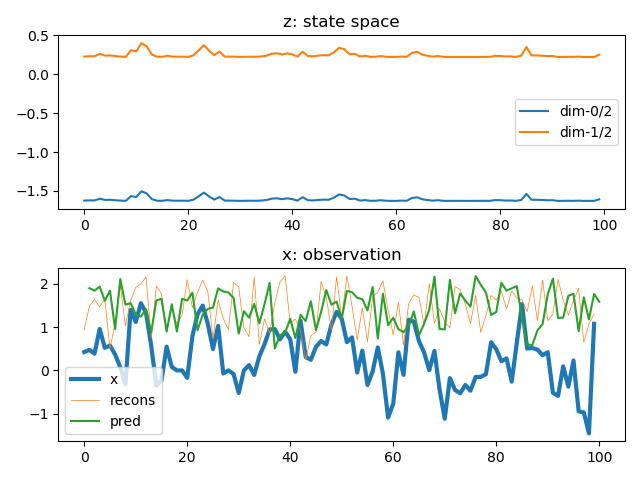 z: state space
0.5
0.0
−0.5
−1.0
−1.5
dim-0/2
dim-1/2
0 20 40 60 80 100
x: observation
2
1
0
−1
x
recons
pred
0 20 40 60 80 100